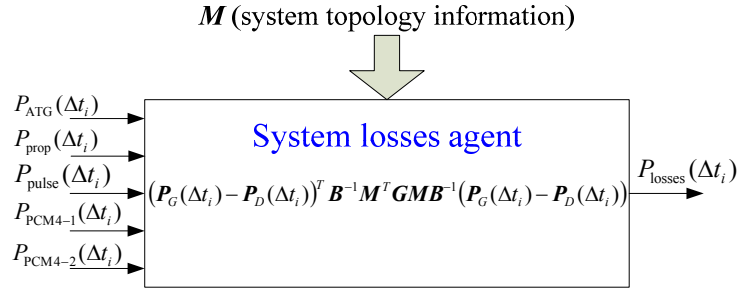 M (system topology information)
P_ATG(Δt_i)
P_prop(Δt_i)
P_pulse(Δt_i)
P_PCM4-1(Δt_i)
P_PCM4-2(Δt_i)
System losses agent
(P_G(Δt_i) − P_D(Δt_i))^T B^−1 M^T GMB^−1 (P_G(Δt_i) − P_D(Δt_i))
P_losses(Δt_i)